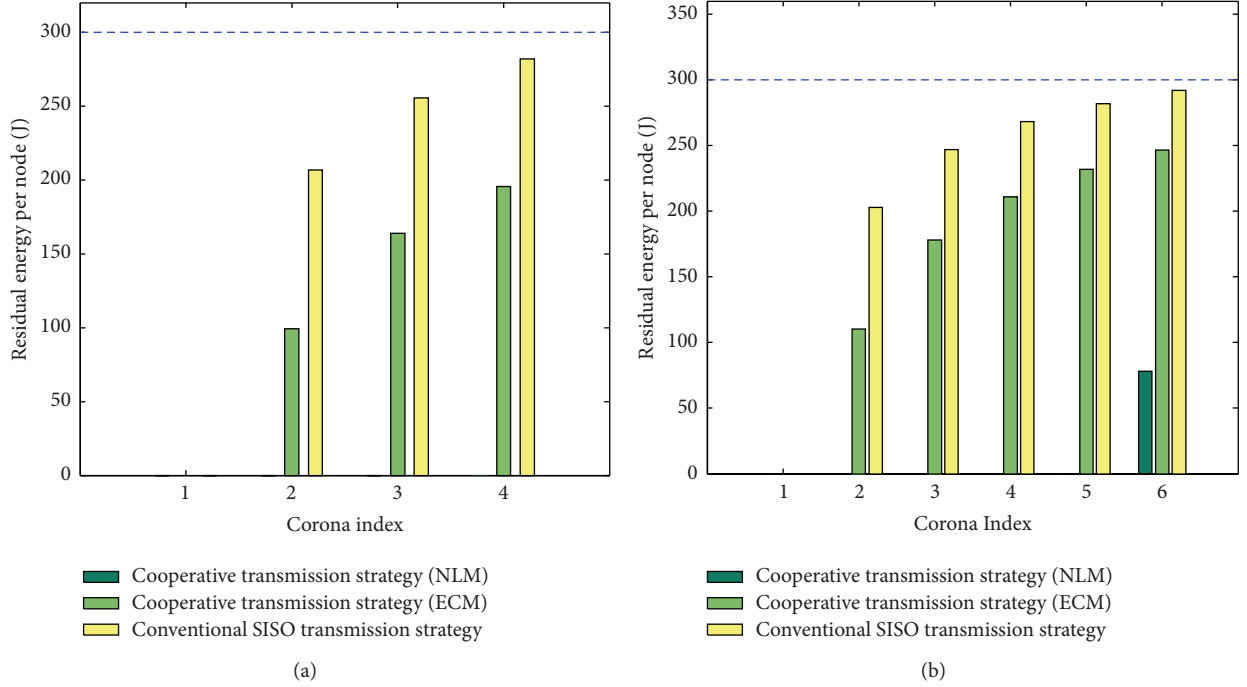 300
250
200
150
100
50
0
Residual energy per node (J)
1 2 3 4
Corona index
Cooperative transmission strategy (NLM)
Cooperative transmission strategy (ECM)
Conventional SISO transmission strategy
(a)
350
300
250
200
150
100
50
0
Residual energy per node (J)
1 2 3 4 5 6
Corona Index
Cooperative transmission strategy (NLM)
Cooperative transmission strategy (ECM)
Conventional SISO transmission strategy
(b)